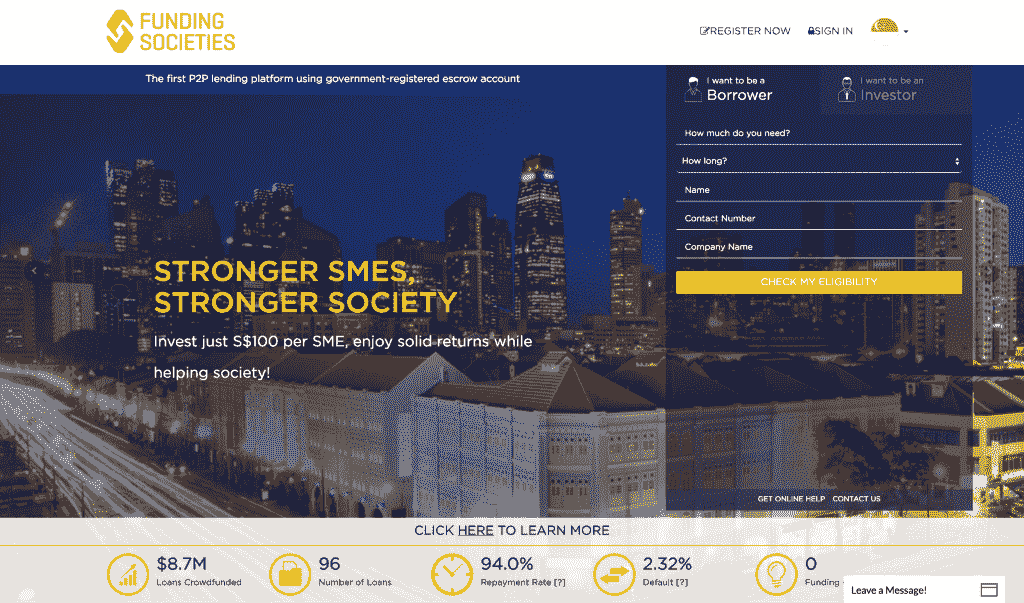 FUNDING
SOCIETIES
REGISTER NOW
SIGN IN
The first P2P lending platform using government-registered escrow account
I want to be a
Borrower
I want to be an
Investor
How much do you need?
How long?
Name
Contact Number
Company Name
CHECK MY ELIGIBILITY
STRONGER SMES,
STRONGER SOCIETY
Invest just S$100 per SME, enjoy solid returns while
helping society!
GET ONLINE HELP
CONTACT US
CLICK HERE TO LEARN MORE
$8.7M
Loans Crowdfunded
96
Number of Loans
94.0%
Repayment Rate [?]
2.32%
Default [?]
0
Funding
Leave a Message!